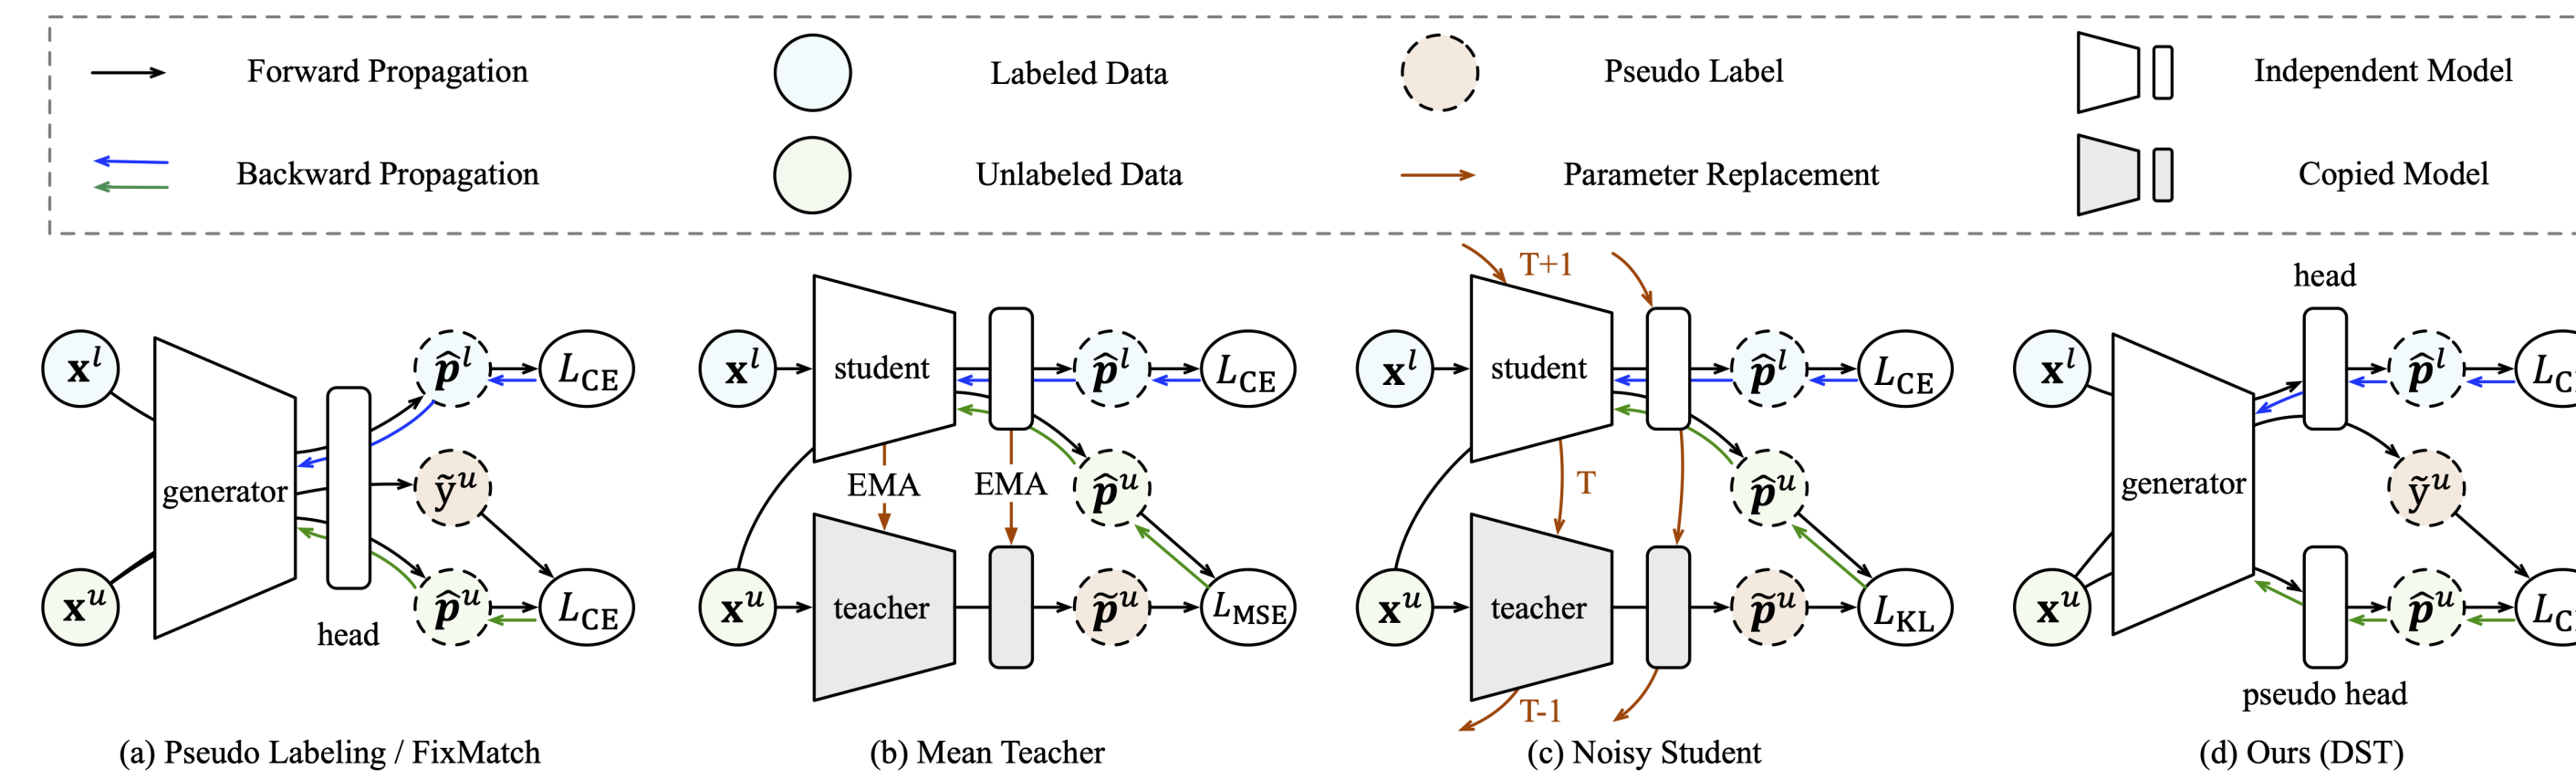 Forward Propagation
Labeled Data
Pseudo Label
Independent Model
Backward Propagation
Unlabeled Data
Parameter Replacement
Copied Model
x^l
generator
head
p̂^l
L_CE
ỹ^u
x^u
p̂^u
L_CE
(a) Pseudo Labeling / FixMatch
x^l
student
p̂^l
L_CE
EMA
EMA
p̂^u
x^u
teacher
p̃^u
L_MSE
(b) Mean Teacher
T+1
x^l
student
p̂^l
L_CE
T
p̂^u
x^u
teacher
p̃^u
L_KL
T-1
(c) Noisy Student
head
x^l
generator
p̂^l
L_C
ỹ^u
x^u
p̂^u
L_C
pseudo head
(d) Ours (DST)